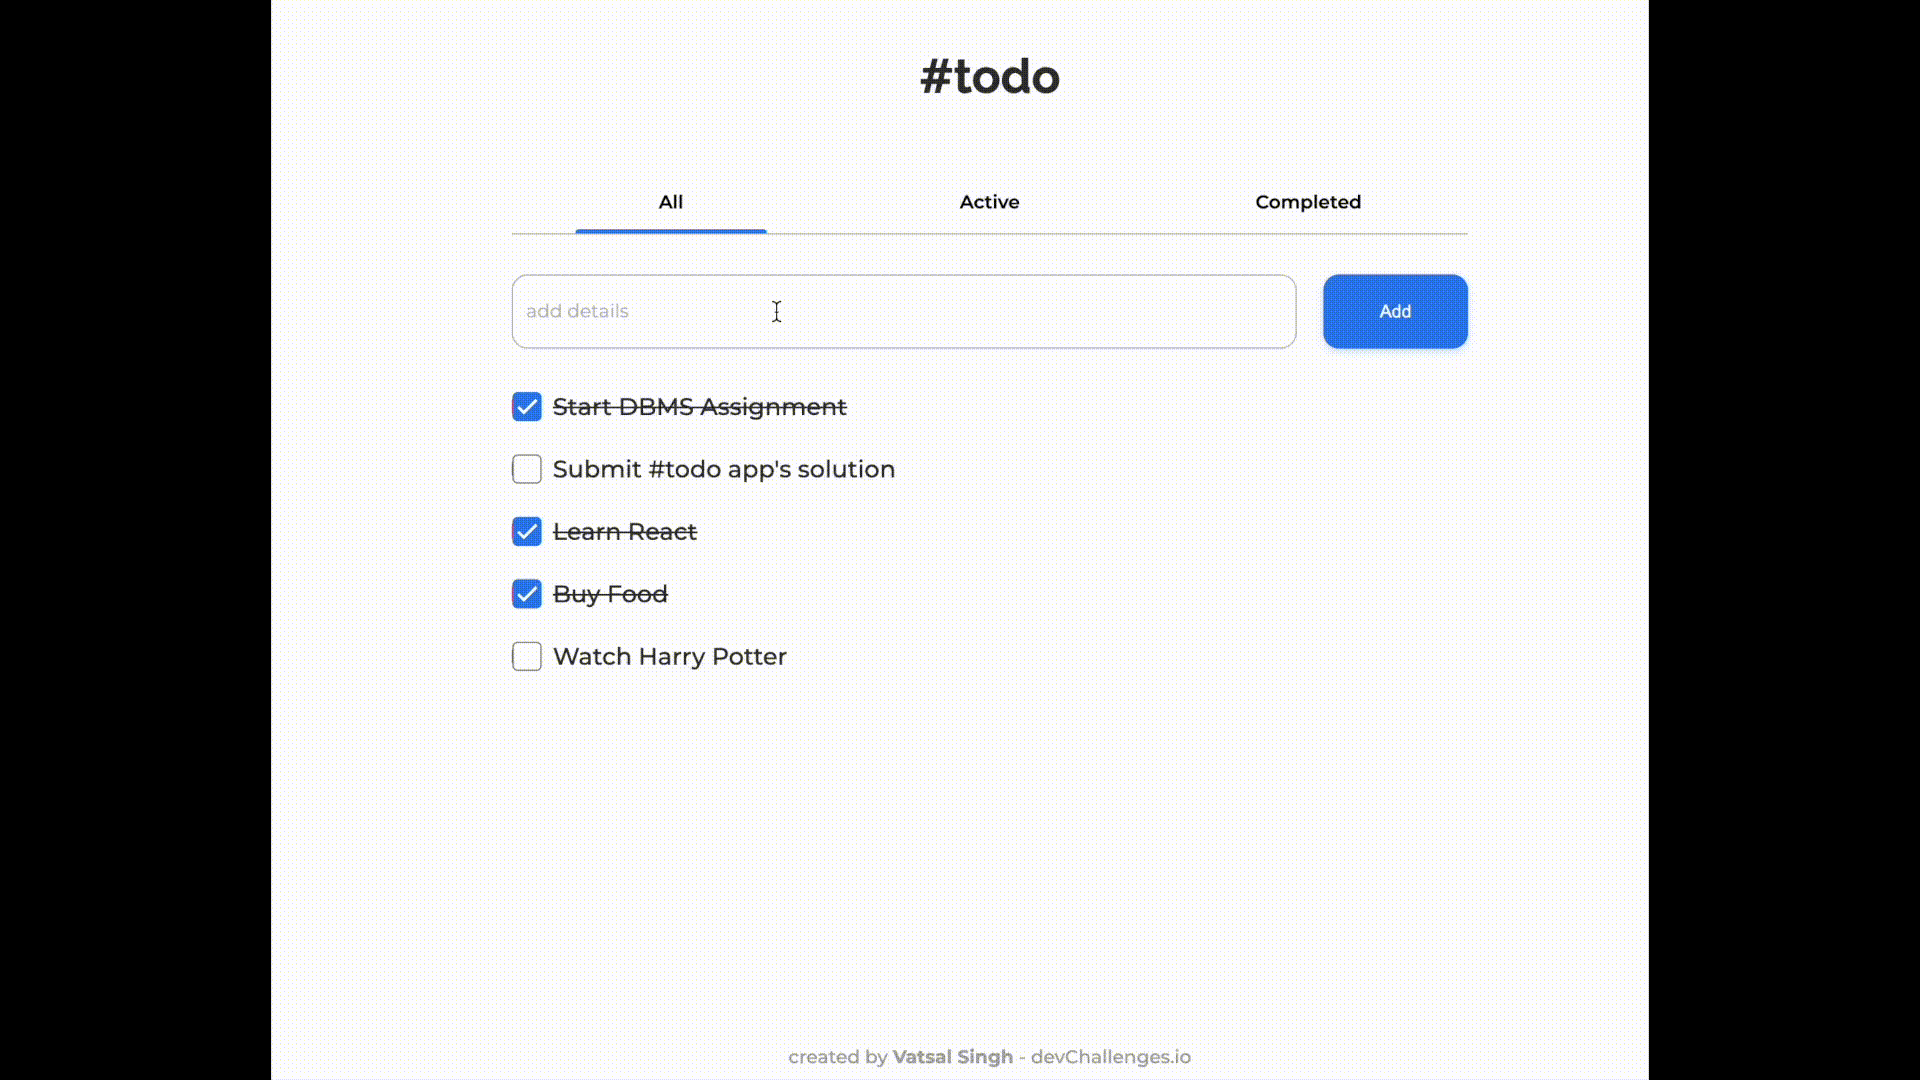 #todo
All Active Completed
add details Add
Start DBMS Assignment
Submit #todo app's solution
Learn React
Buy Food
Watch Harry Potter
created by Vatsal Singh - devChallenges.io